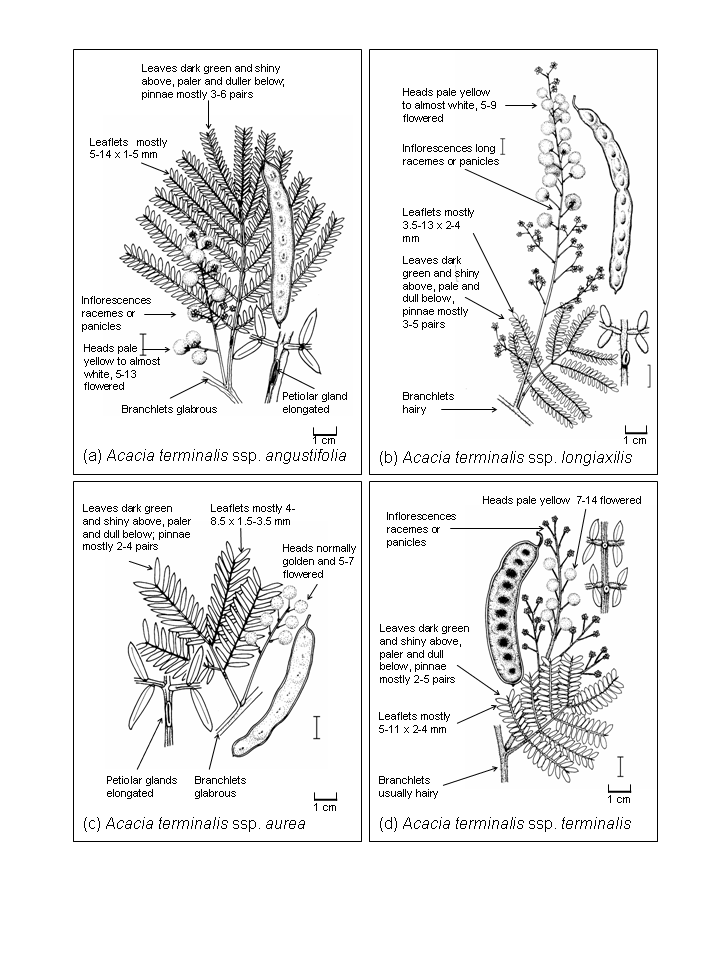 Leaves dark green and shiny
above, paler and duller below;
pinnae mostly 3-6 pairs
Leaflets mostly
5-14 x 1-5 mm
Inflorescences
racemes or
panicles
Heads pale
yellow to almost
white, 5-13
flowered
Branchlets glabrous
Petiolar gland
elongated
1 cm
(a) Acacia terminalis ssp. angustifolia
Heads pale yellow
to almost white, 5-9
flowered
Inflorescences long
racemes or panicles
Leaflets mostly
3.5-13 x 2-4
mm
Leaves dark
green and shiny
above, pale and
dull below,
pinnae mostly
3-5 pairs
Branchlets
hairy
1 cm
(b) Acacia terminalis ssp. longiaxilis
Leaves dark green
and shiny above, paler
and dull below; pinnae
mostly 2-4 pairs
Leaflets mostly 4-
8.5 x 1.5-3.5 mm
Heads normally
golden and 5-7
flowered
Petiolar glands
elongated
Branchlets
glabrous
1 cm
(c) Acacia terminalis ssp. aurea
Heads pale yellow 7-14 flowered
Inflorescences
racemes or
panicles
Leaves dark green
and shiny above,
paler and dull
below, pinnae
mostly 2-5 pairs
Leaflets mostly
5-11 x 2-4 mm
Branchlets
usually hairy
1 cm
(d) Acacia terminalis ssp. terminalis